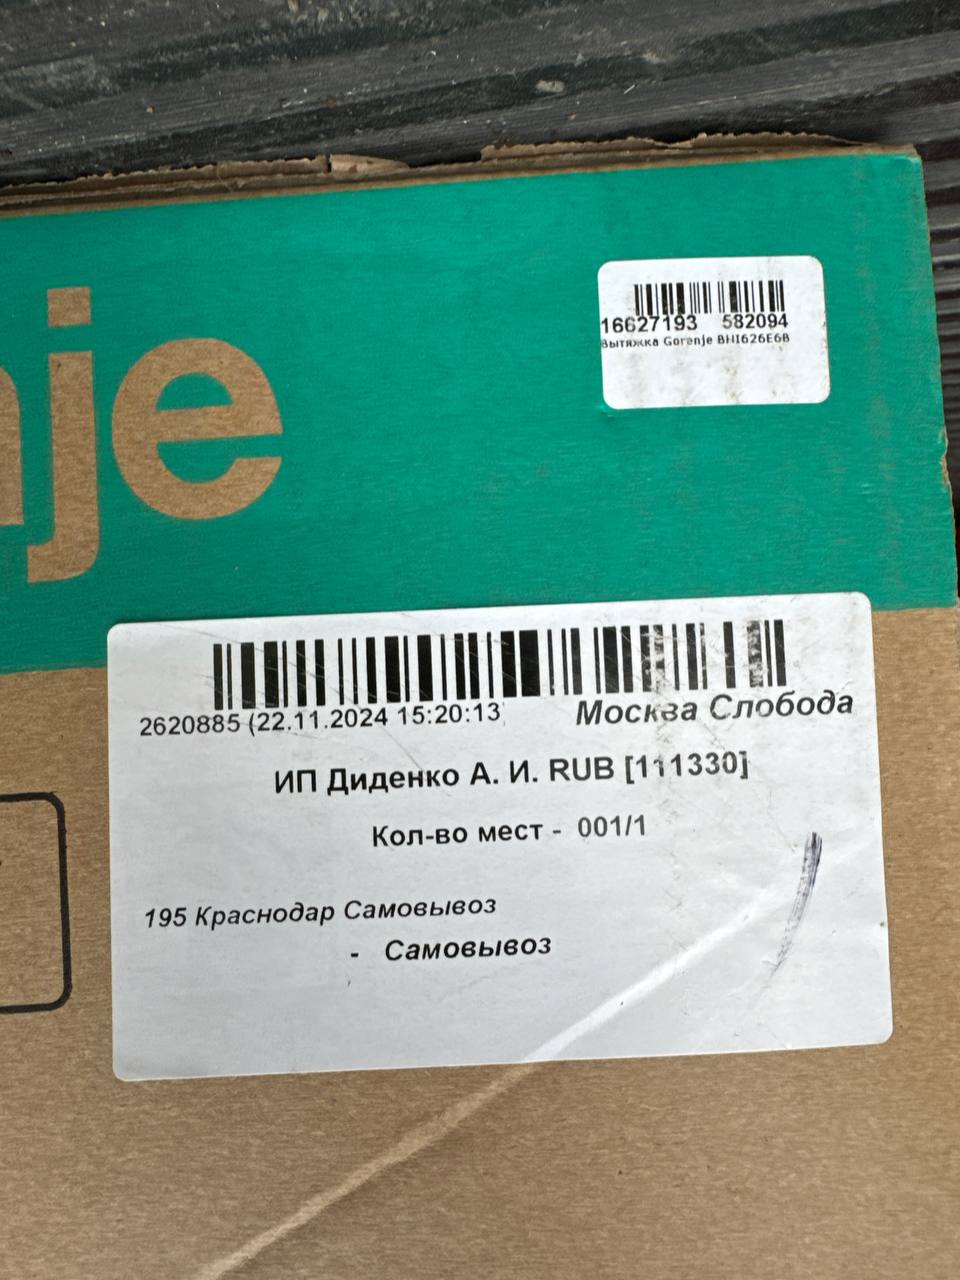 nje
16627193 582094
Вытяжка Gorenje BHI626E6B
2620885 (22.11.2024 15:20:13
Москва Слобода
ИП Диденко А. И. RUB [111330]
Кол-во мест - 001/1
195 Краснодар Самовывоз
- Самовывоз